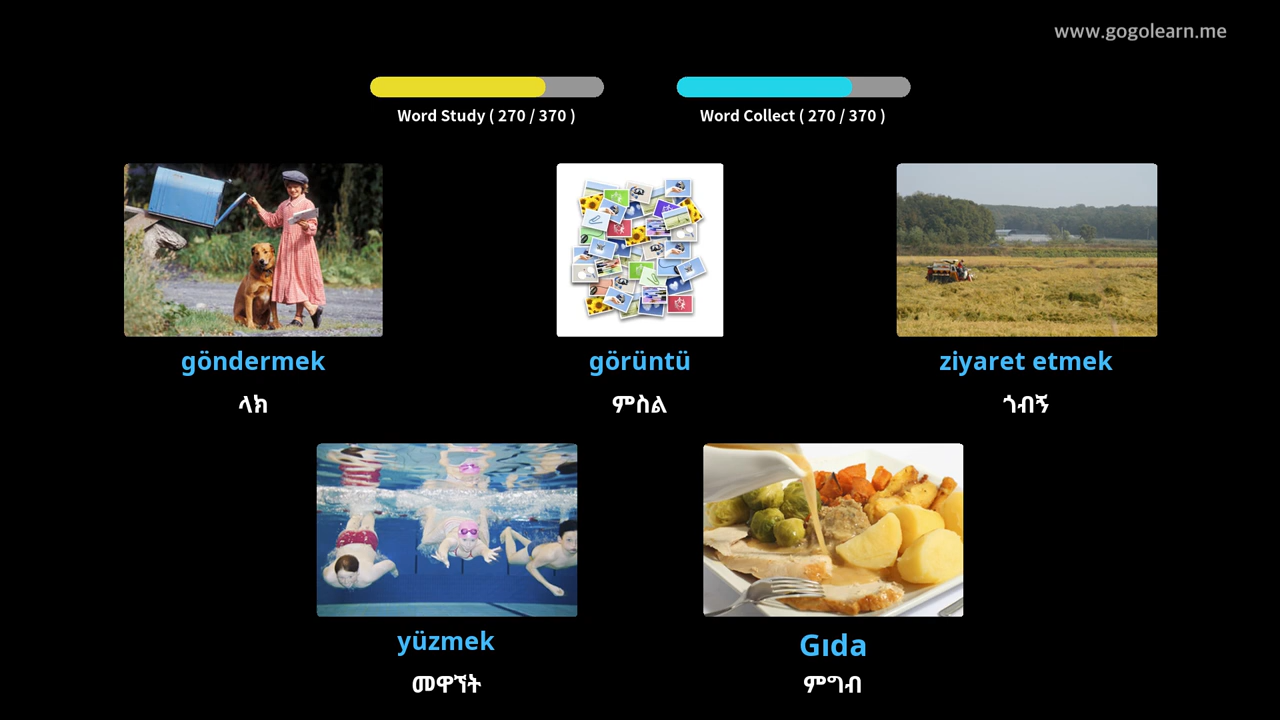 www.gogolearn.me
Word Study ( 270 / 370 )
Word Collect ( 270 / 370 )
göndermek
görüntü
ziyaret etmek
ላክ
ምስል
ጎብኝ
yüzmek
Gıda
መዋኘት
ምግብ